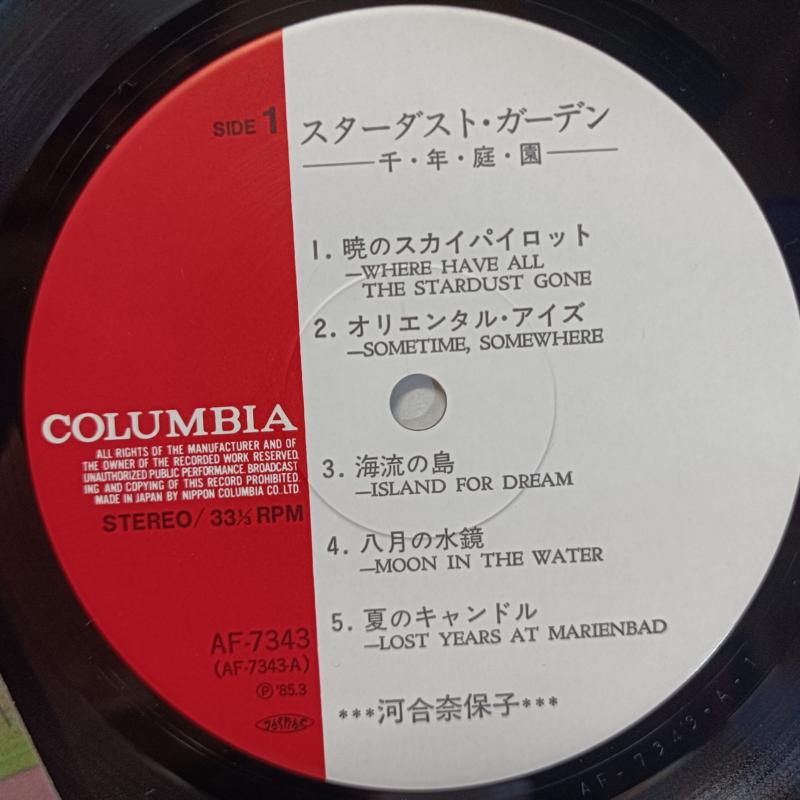 SIDE 1
スターダスト・ガーデン
千・年・庭・園
1. 暁のスカイパイロット
—WHERE HAVE ALL
THE STARDUST GONE
2. オリエンタル・アイズ
—SOMETIME, SOMEWHERE
3. 海流の島
—ISLAND FOR DREAM
4. 八月の水鏡
—MOON IN THE WATER
5. 夏のキャンドル
—LOST YEARS AT MARIENBAD
***河合奈保子***
COLUMBIA
ALL RIGHTS OF THE MANUFACTURER AND OF
THE OWNER OF THE RECORDED WORK RESERVED.
UNAUTHORIZED PUBLIC PERFORMANCE. BROADCAST
ING AND COPYING OF THIS RECORD PROHIBITED.
MADE IN JAPAN BY NIPPON COLUMBIA CO. LTD.
STEREO/ 33⅓ RPM
AF-7343
(AF-7343-A)
Ⓟ '85.3
JASRAC
AF-7343-A-1